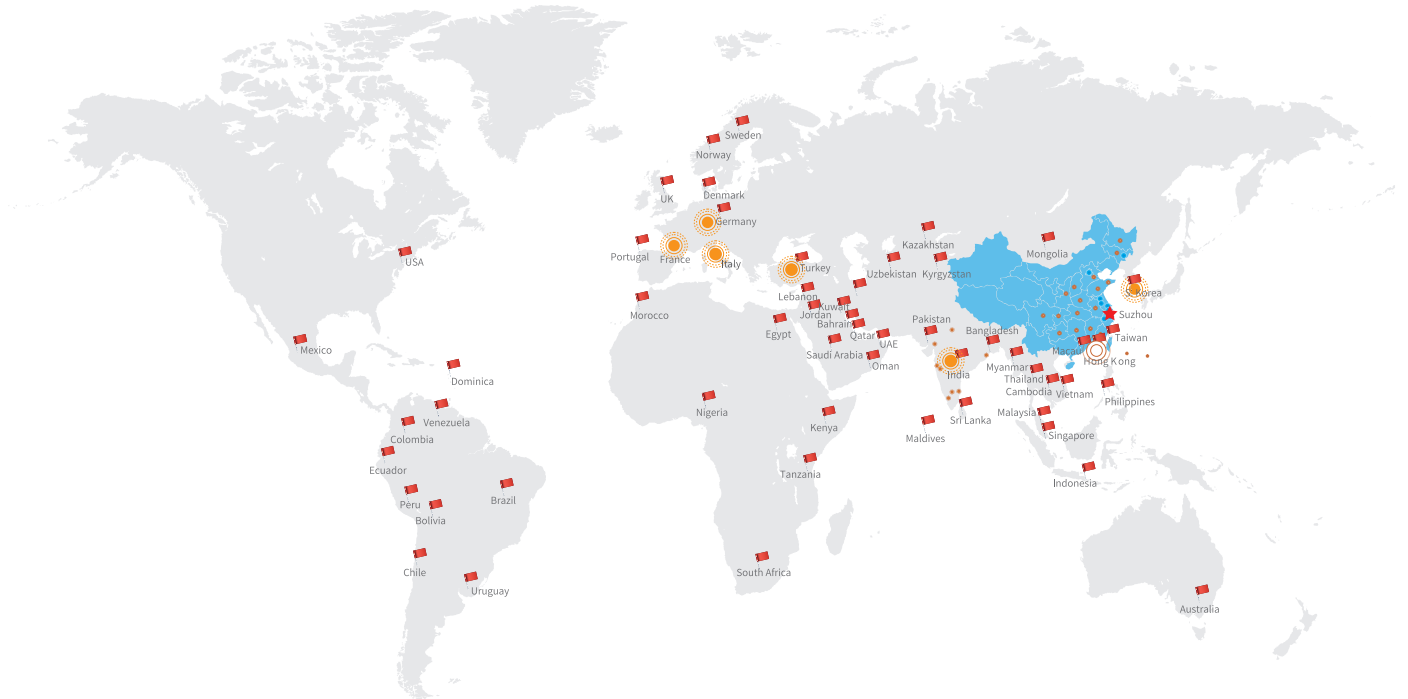 Sweden
Norway
Denmark
UK
Germany
Portugal
France
Italy
Turkey
Kazakhstan
Mongolia
Uzbekistan
Kyrgyzstan
USA
S. Korea
Suzhou
Lebanon
Kuwait
Jordan
Morocco
Egypt
Bahrain
Qatar
UAE
Saudi Arabia
Oman
Pakistan
Bangladesh
Taiwan
Macau
Hong Kong
Mexico
Myanmar
India
Thailand
Dominica
Cambodia
Vietnam
Philippines
Nigeria
Malaysia
Sri Lanka
Venezuela
Kenya
Maldives
Singapore
Colombia
Ecuador
Tanzania
Indonesia
Peru
Brazil
Bolivia
Chile
South Africa
Uruguay
Australia